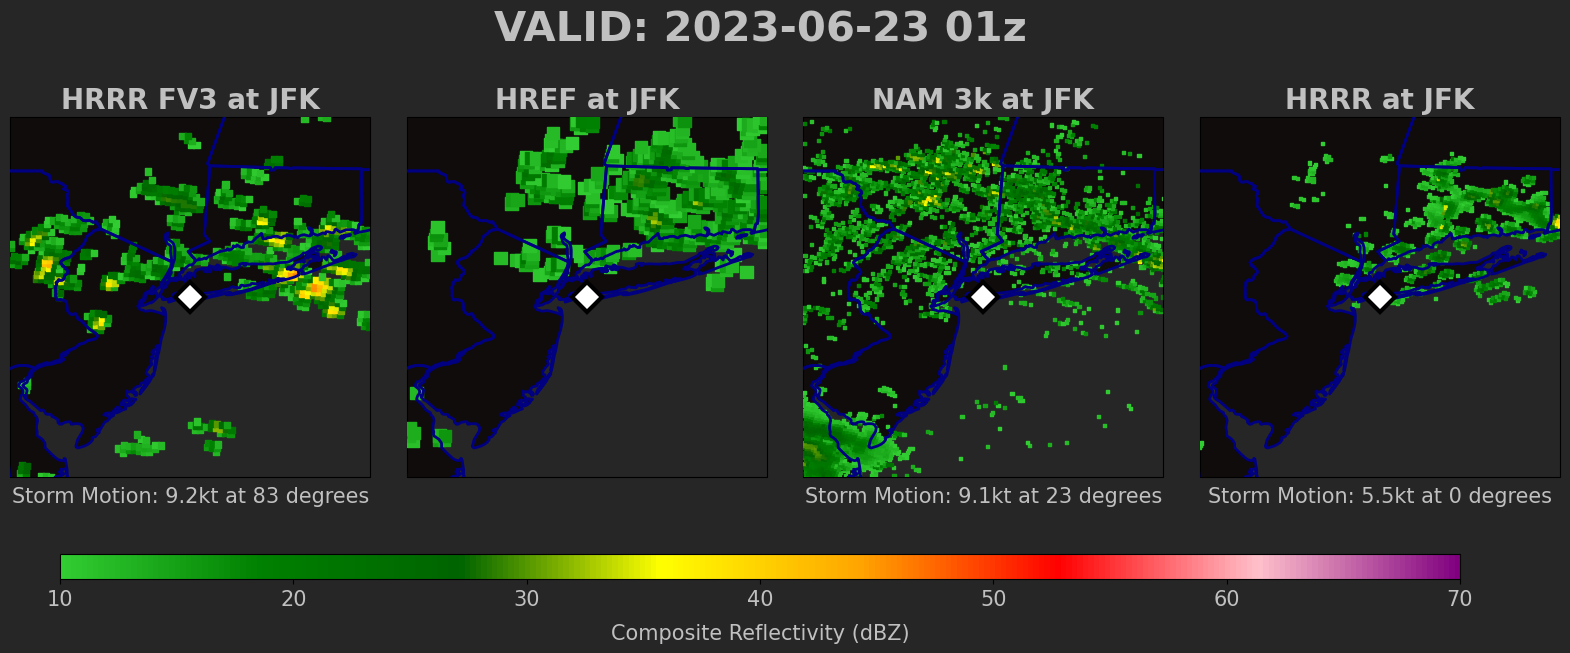 VALID: 2023-06-23 01z
HRRR FV3 at JFK
HREF at JFK
NAM 3k at JFK
HRRR at JFK
Storm Motion: 9.2kt at 83 degrees
Storm Motion: 9.1kt at 23 degrees
Storm Motion: 5.5kt at 0 degrees
10 20 30 40 50 60 70
Composite Reflectivity (dBZ)